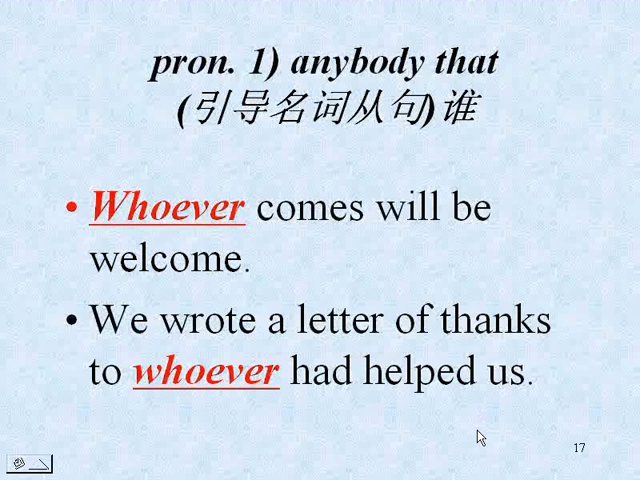 pron. 1) anybody that
(引导名词从句)谁
• Whoever comes will be
welcome.
• We wrote a letter of thanks
to whoever had helped us.
17